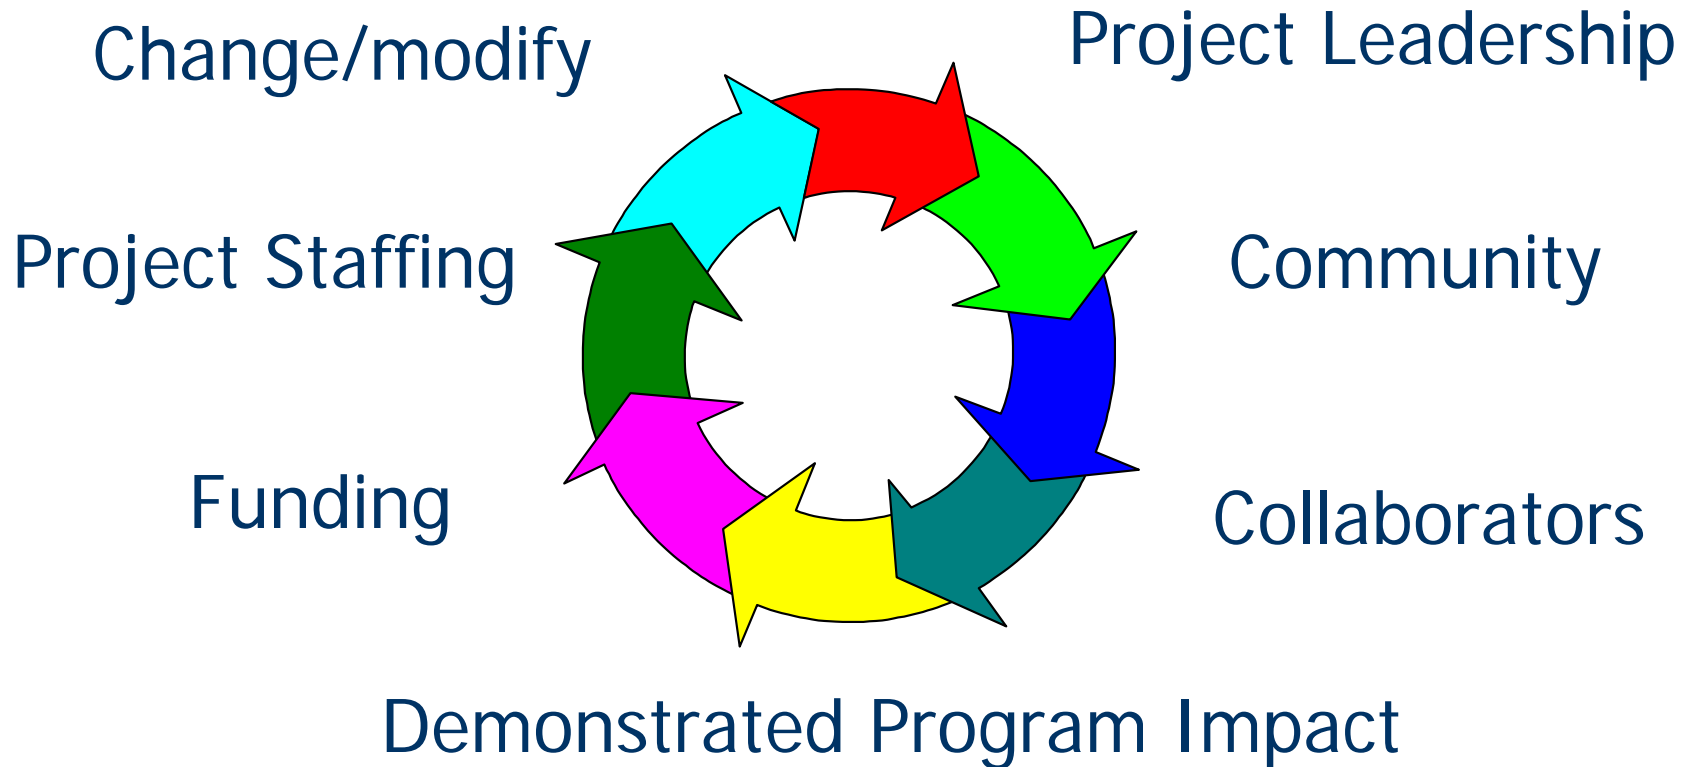 Change/modify
Project Leadership
Project Staffing
Community
Funding
Collaborators
Demonstrated Program Impact